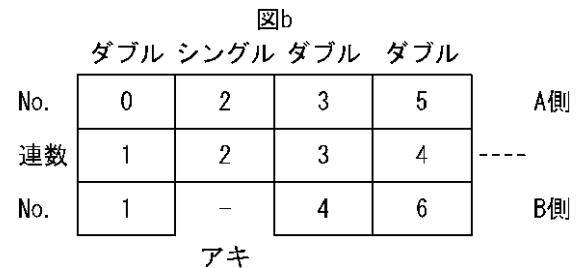 図b
ダブル シングル ダブル ダブル
No. 0 2 3 5 A側
連数 1 2 3 4 ----
No. 1 - 4 6 B側
アキ